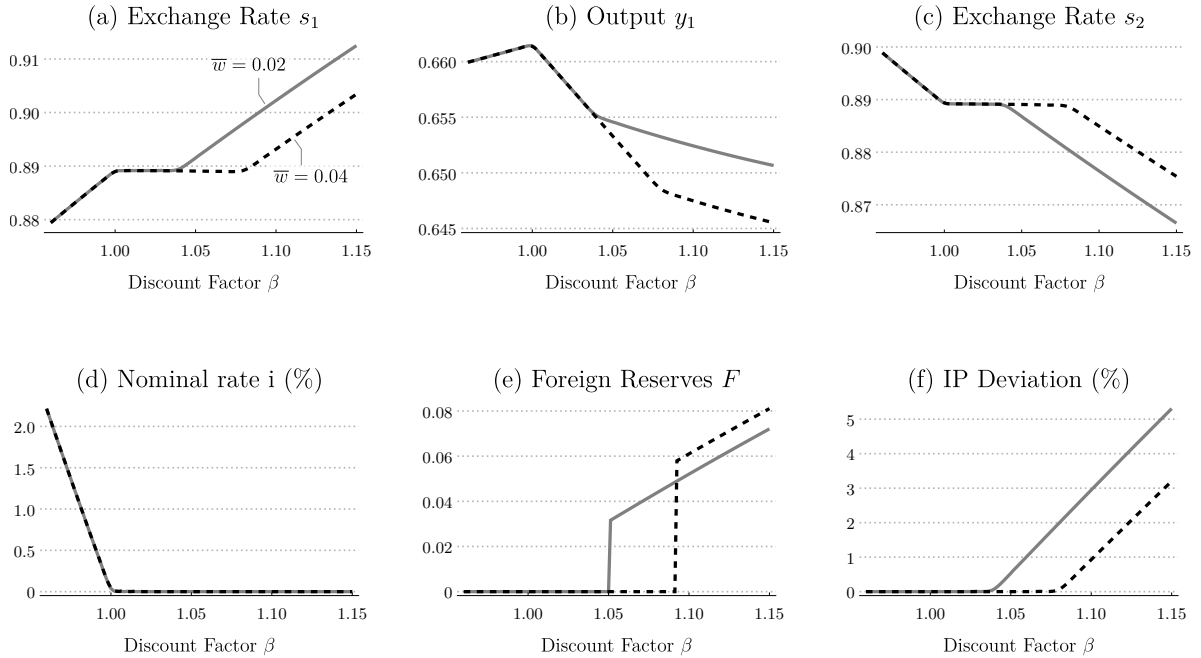 (a) Exchange Rate s₁
0.91
0.90
0.89
0.88
w̅ = 0.02
w̅ = 0.04
1.00 1.05 1.10 1.15
Discount Factor β
(b) Output y₁
0.660
0.655
0.650
0.645
1.00 1.05 1.10 1.15
Discount Factor β
(c) Exchange Rate s₂
0.90
0.89
0.88
0.87
1.00 1.05 1.10 1.15
Discount Factor β
(d) Nominal rate i (%)
2.0
1.5
1.0
0.5
0
1.00 1.05 1.10 1.15
Discount Factor β
(e) Foreign Reserves F
0.08
0.06
0.04
0.02
0
1.00 1.05 1.10 1.15
Discount Factor β
(f) IP Deviation (%)
5
4
3
2
1
0
1.00 1.05 1.10 1.15
Discount Factor β